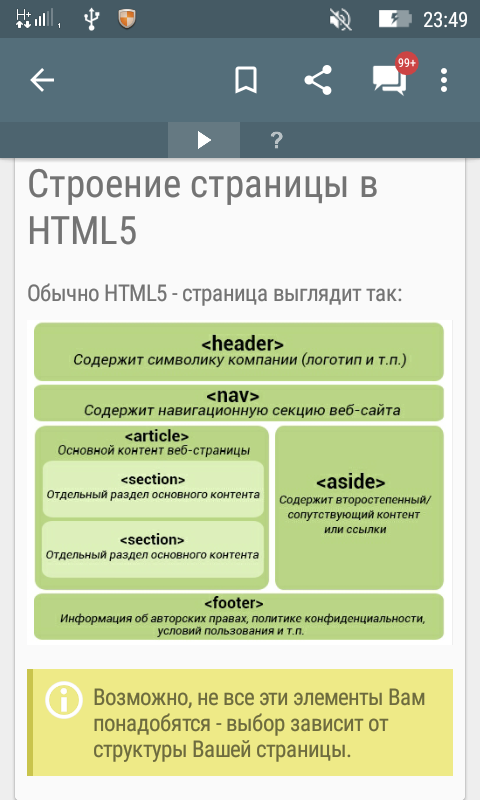 H+ 23:49
99+
?
Строение страницы в
HTML5
Обычно HTML5 - страница выглядит так:
<header>
Содержит символику компании (логотип и т.п.)
<nav>
Содержит навигационную секцию веб-сайта
<article>
Основной контент веб-страницы
<section>
Отдельный раздел основного контента
<section>
Отдельный раздел основного контента
<aside>
Содержит второстепенный/
сопутствующий контент
или ссылки
<footer>
Информация об авторских правах, политике конфиденциальности,
условий пользования и т.п.
Возможно, не все эти элементы Вам
понадобятся - выбор зависит от
структуры Вашей страницы.